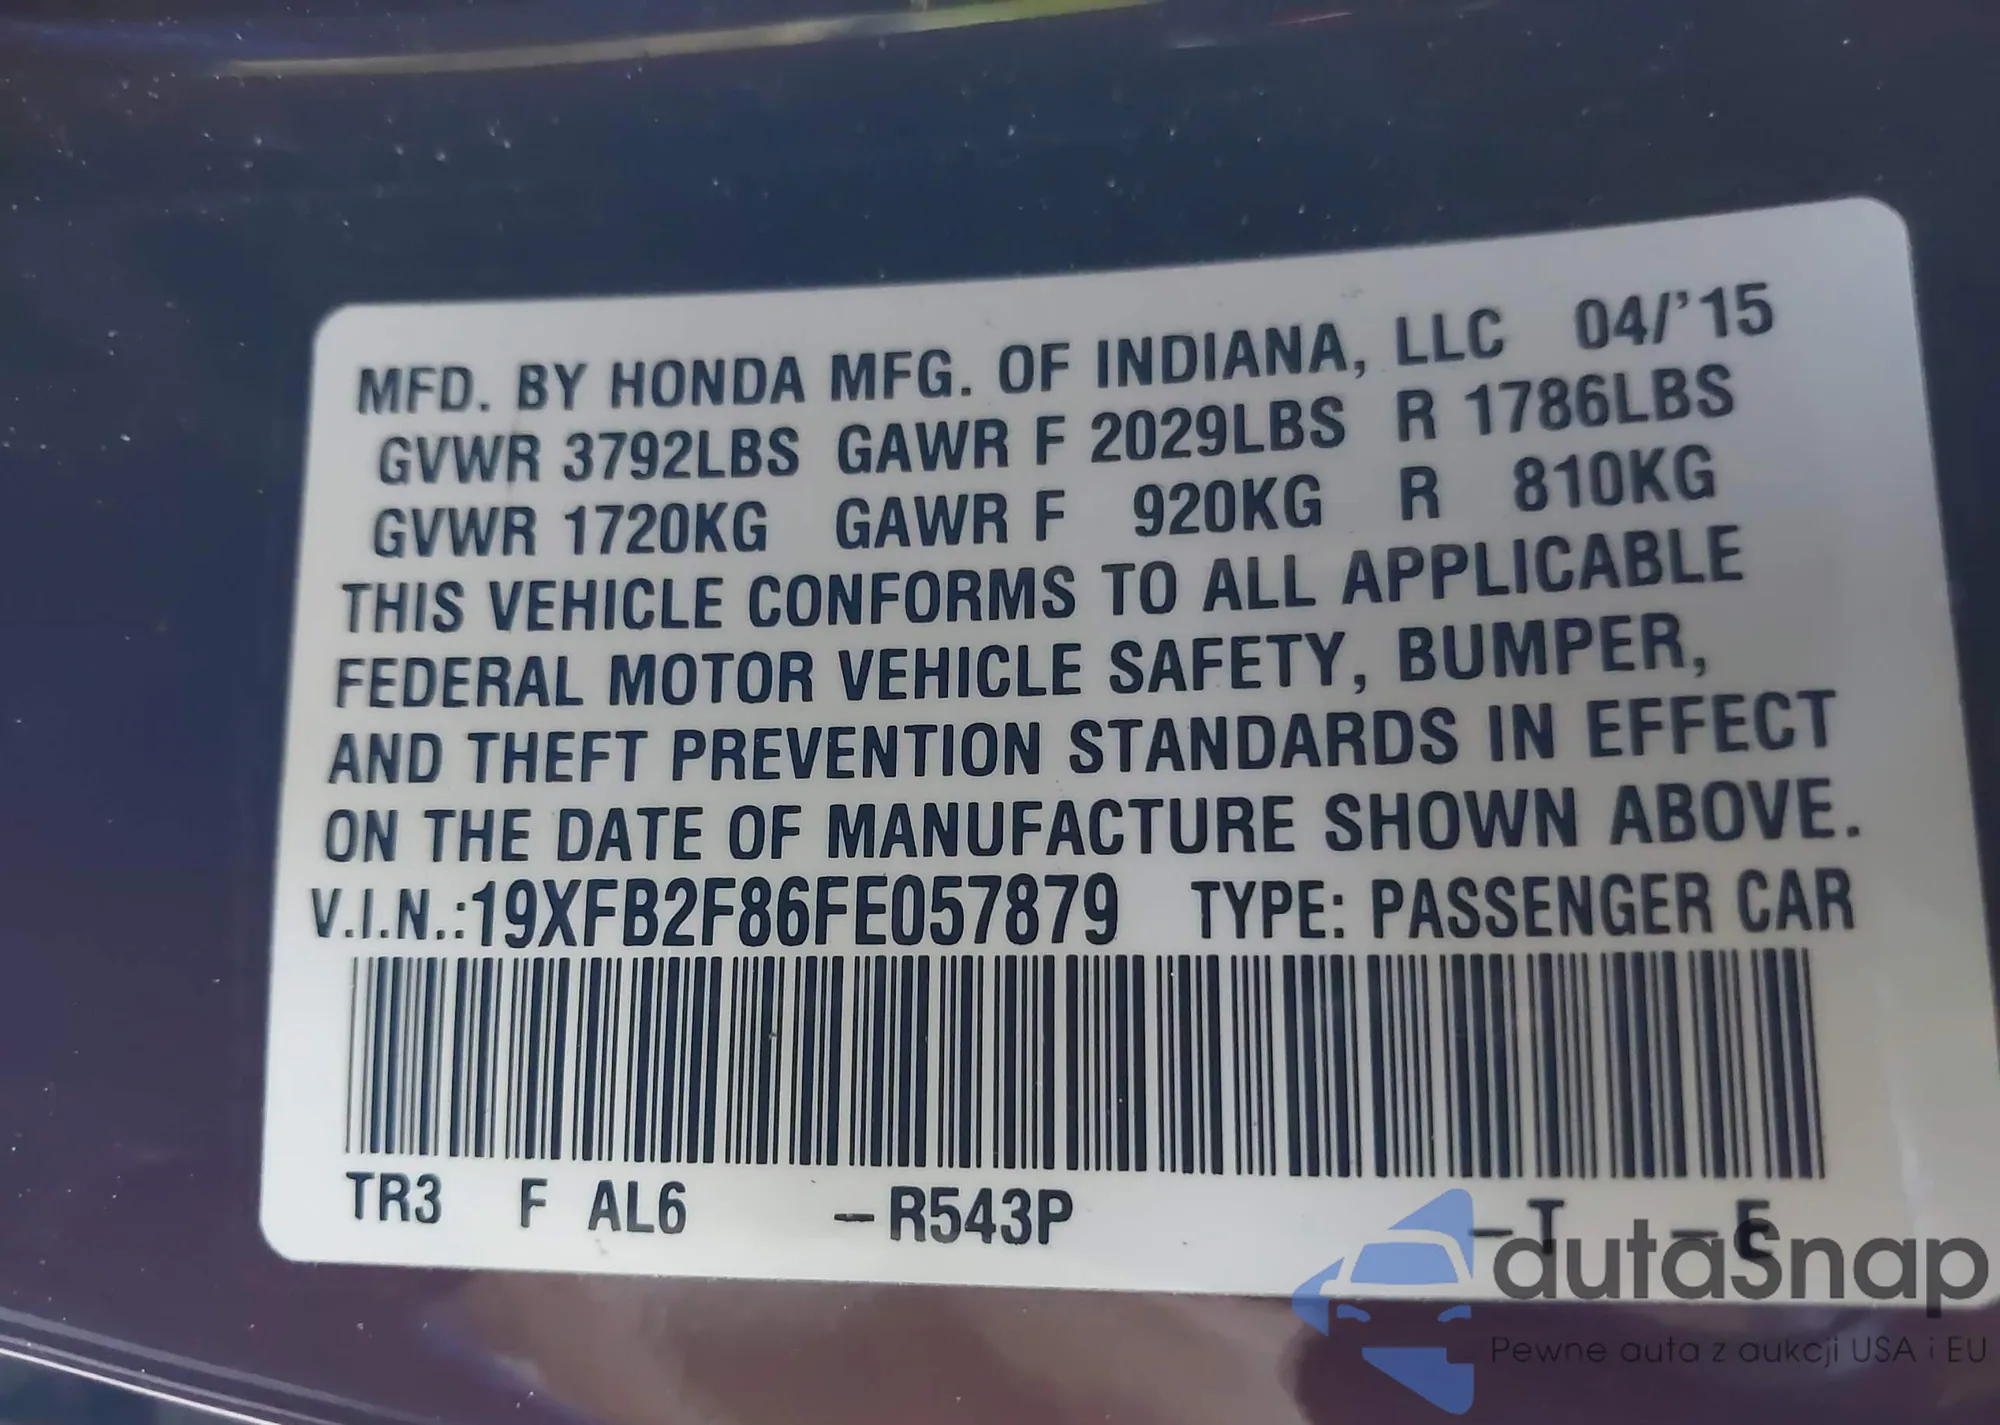 MFD. BY HONDA MFG. OF INDIANA, LLC 04/'15
GVWR 3792LBS GAWR F 2029LBS R 1786LBS
GVWR 1720KG GAWR F 920KG R 810KG
THIS VEHICLE CONFORMS TO ALL APPLICABLE
FEDERAL MOTOR VEHICLE SAFETY, BUMPER,
AND THEFT PREVENTION STANDARDS IN EFFECT
ON THE DATE OF MANUFACTURE SHOWN ABOVE.
V.I.N.:19XFB2F86FE057879 TYPE: PASSENGER CAR
TR3 F AL6 –R543P –T –E
autaSnap
Pewne auta z aukcji USA i EU